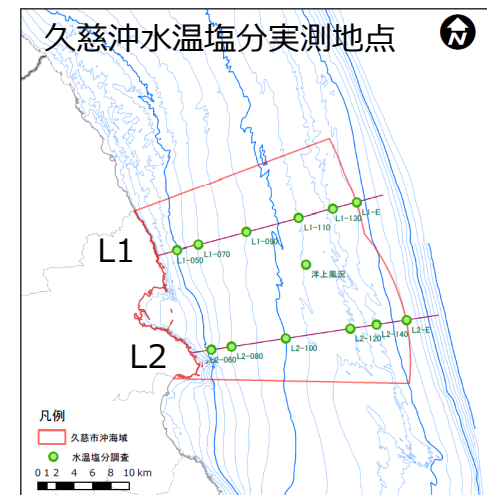 久慈沖水温塩分実測地点
N
L1-E
L1-130
L1-110
L1-090
L1
L1-070
L1-050
洋上風況
L2-E
L2-140
L2-120
L2-100
L2
L2-080
L2-060
凡例
久慈市沖海域
水温塩分調査
0 1 2 4 6 8 10 km